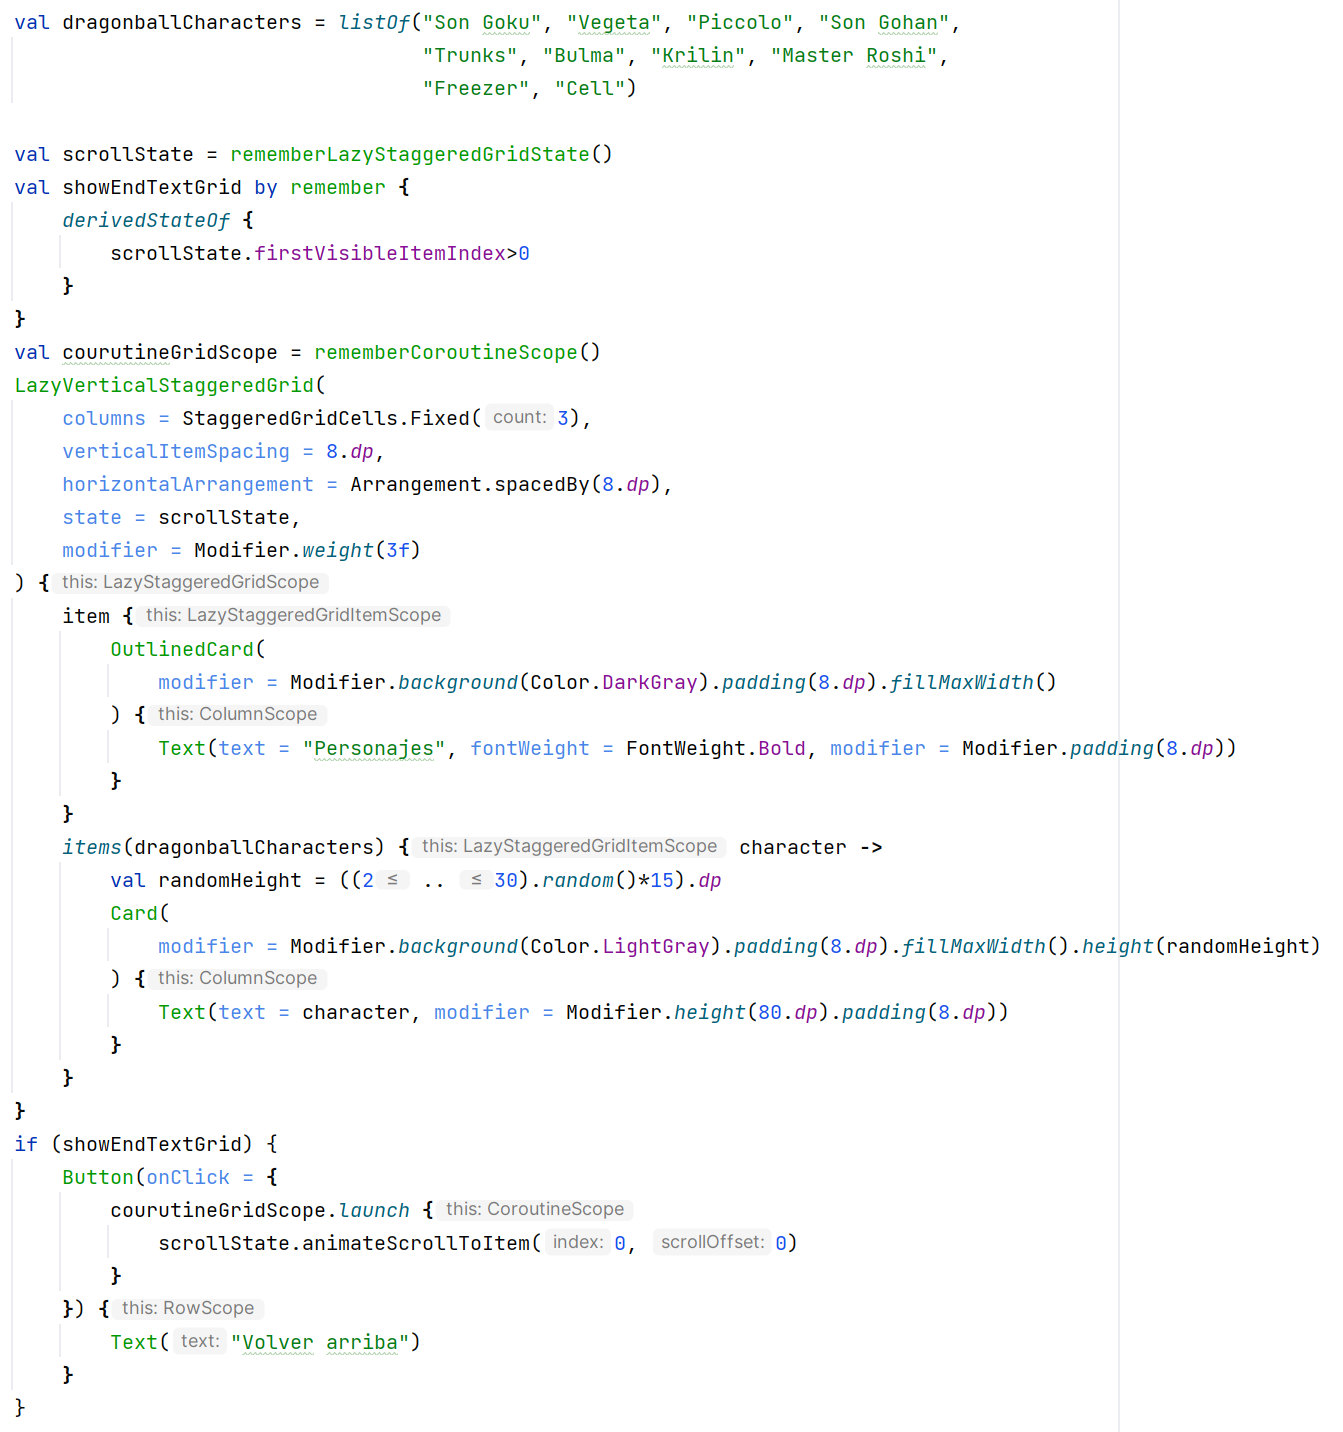 val dragonballCharacters = listOf("Son Goku", "Vegeta", "Piccolo", "Son Gohan",
                                  "Trunks", "Bulma", "Krilin", "Master Roshi",
                                  "Freezer", "Cell")

val scrollState = rememberLazyStaggeredGridState()
val showEndTextGrid by remember {
    derivedStateOf {
        scrollState.firstVisibleItemIndex>0
    }
}
val courutineGridScope = rememberCoroutineScope()
LazyVerticalStaggeredGrid(
    columns = StaggeredGridCells.Fixed( count: 3),
    verticalItemSpacing = 8.dp,
    horizontalArrangement = Arrangement.spacedBy(8.dp),
    state = scrollState,
    modifier = Modifier.weight(3f)
) { this: LazyStaggeredGridScope
    item { this: LazyStaggeredGridItemScope
        OutlinedCard(
            modifier = Modifier.background(Color.DarkGray).padding(8.dp).fillMaxWidth()
        ) { this: ColumnScope
            Text(text = "Personajes", fontWeight = FontWeight.Bold, modifier = Modifier.padding(8.dp))
        }
    }
    items(dragonballCharacters) { this: LazyStaggeredGridItemScope character ->
        val randomHeight = ((2 ≤ .. ≤ 30).random()*15).dp
        Card(
            modifier = Modifier.background(Color.LightGray).padding(8.dp).fillMaxWidth().height(randomHeight)
        ) { this: ColumnScope
            Text(text = character, modifier = Modifier.height(80.dp).padding(8.dp))
        }
    }
}
if (showEndTextGrid) {
    Button(onClick = {
        courutineGridScope.launch { this: CoroutineScope
            scrollState.animateScrollToItem( index: 0, scrollOffset: 0)
        }
    }) { this: RowScope
        Text( text: "Volver arriba")
    }
}